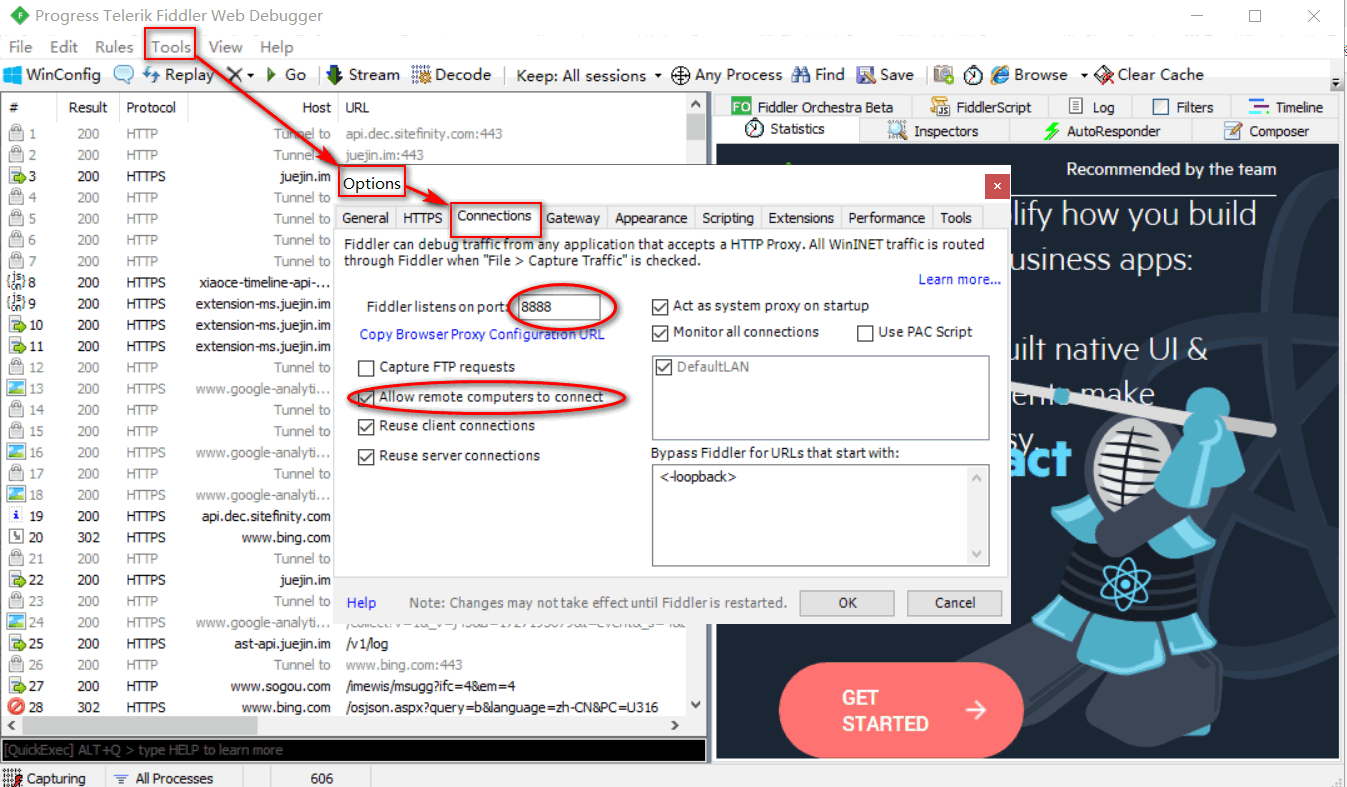 Progress Telerik Fiddler Web Debugger
File Edit Rules Tools View Help
WinConfig Replay Go Stream Decode Keep: All sessions Any Process Find Save Browse Clear Cache
# Result Protocol Host URL
1 200 HTTP Tunnel to api.dec.sitefinity.com:443
2 200 HTTP Tunnel to juejin.im:443
3 200 HTTPS juejin.im
4 200 HTTP Tunnel to
5 200 HTTP Tunnel to
6 200 HTTP Tunnel to
7 200 HTTP Tunnel to
8 200 HTTPS xiaoce-timeline-api-...
9 200 HTTPS extension-ms.juejin.im
10 200 HTTPS extension-ms.juejin.im
11 200 HTTPS extension-ms.juejin.im
12 200 HTTP Tunnel to
13 200 HTTPS www.google-analyti...
14 200 HTTP Tunnel to
15 200 HTTP Tunnel to
16 200 HTTPS www.google-analyti...
17 200 HTTP Tunnel to
18 200 HTTPS www.google-analyti...
19 200 HTTPS api.dec.sitefinity.com
20 302 HTTPS www.bing.com
21 200 HTTP Tunnel to
22 200 HTTPS juejin.im
23 200 HTTP Tunnel to
24 200 HTTPS www.google-analyti...
25 200 HTTPS ast-api.juejin.im /v1/log
26 200 HTTP Tunnel to www.bing.com:443
27 200 HTTP www.sogou.com /imewis/msugg?ifc=4&em=4
28 302 HTTPS www.bing.com /osjson.aspx?query=b&language=zh-CN&PC=U316
[QuickExec] ALT+Q > type HELP to learn more
Capturing All Processes 606
Options
General HTTPS Connections Gateway Appearance Scripting Extensions Performance Tools
Fiddler can debug traffic from any application that accepts a HTTP Proxy. All WinINET traffic is routed
through Fiddler when "File > Capture Traffic" is checked.
Learn more...
Fiddler listens on port: 8888
Copy Browser Proxy Configuration URL
Capture FTP requests
Allow remote computers to connect
Reuse client connections
Reuse server connections
Act as system proxy on startup
Monitor all connections Use PAC Script
DefaultLAN
Bypass Fiddler for URLs that start with:
<-loopback>
Help Note: Changes may not take effect until Fiddler is restarted. OK Cancel
FO Fiddler Orchestra Beta FiddlerScript Log Filters Timeline
Statistics Inspectors AutoResponder Composer
Recommended by the team
lify how you build
usiness apps:
uilt native UI &
make
sy.
act
GET
STARTED